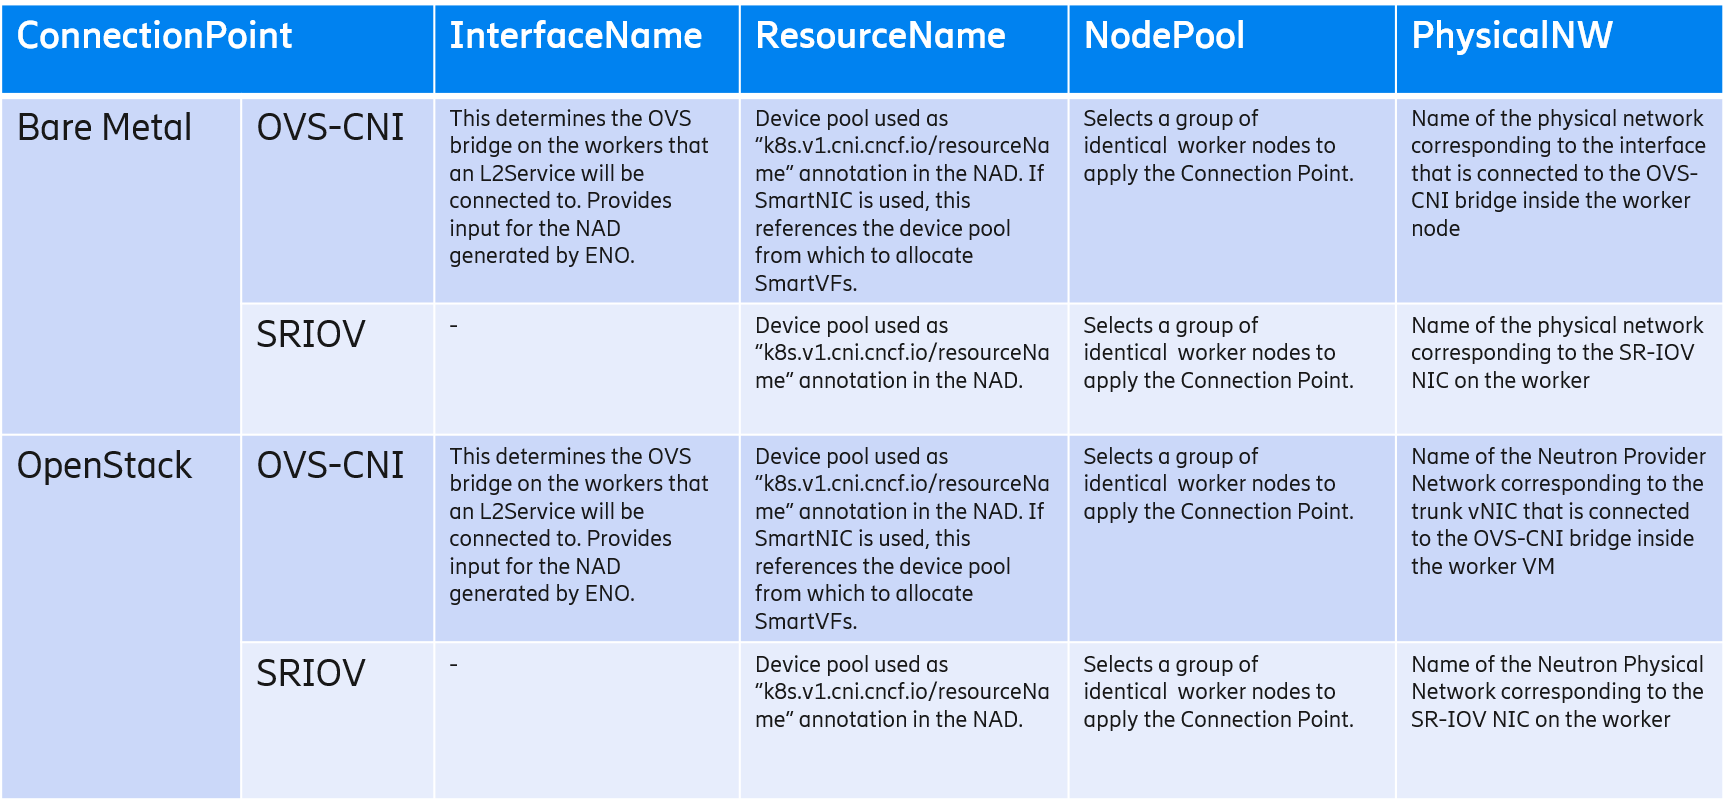 ConnectionPoint
InterfaceName
ResourceName
NodePool
PhysicalNW
Bare Metal
OVS-CNI
This determines the OVS
bridge on the workers that
an L2Service will be
connected to. Provides
input for the NAD
generated by ENO.
Device pool used as
“k8s.v1.cni.cncf.io/resourceNa
me” annotation in the NAD. If
SmartNIC is used, this
references the device pool
from which to allocate
SmartVFs.
Selects a group of
identical  worker nodes to
apply the Connection Point.
Name of the physical network
corresponding to the interface
that is connected to the OVS-
CNI bridge inside the worker
node
SRIOV
-
Device pool used as
“k8s.v1.cni.cncf.io/resourceNa
me” annotation in the NAD.
Selects a group of
identical  worker nodes to
apply the Connection Point.
Name of the physical network
corresponding to the SR-IOV
NIC on the worker
OpenStack
OVS-CNI
This determines the OVS
bridge on the workers that
an L2Service will be
connected to. Provides
input for the NAD
generated by ENO.
Device pool used as
“k8s.v1.cni.cncf.io/resourceNa
me” annotation in the NAD. If
SmartNIC is used, this
references the device pool
from which to allocate
SmartVFs.
Selects a group of
identical  worker nodes to
apply the Connection Point.
Name of the Neutron Provider
Network corresponding to the
trunk vNIC that is connected
to the OVS-CNI bridge inside
the worker VM
SRIOV
-
Device pool used as
“k8s.v1.cni.cncf.io/resourceNa
me” annotation in the NAD.
Selects a group of
identical  worker nodes to
apply the Connection Point.
Name of the Neutron Physical
Network corresponding to the
SR-IOV NIC on the worker